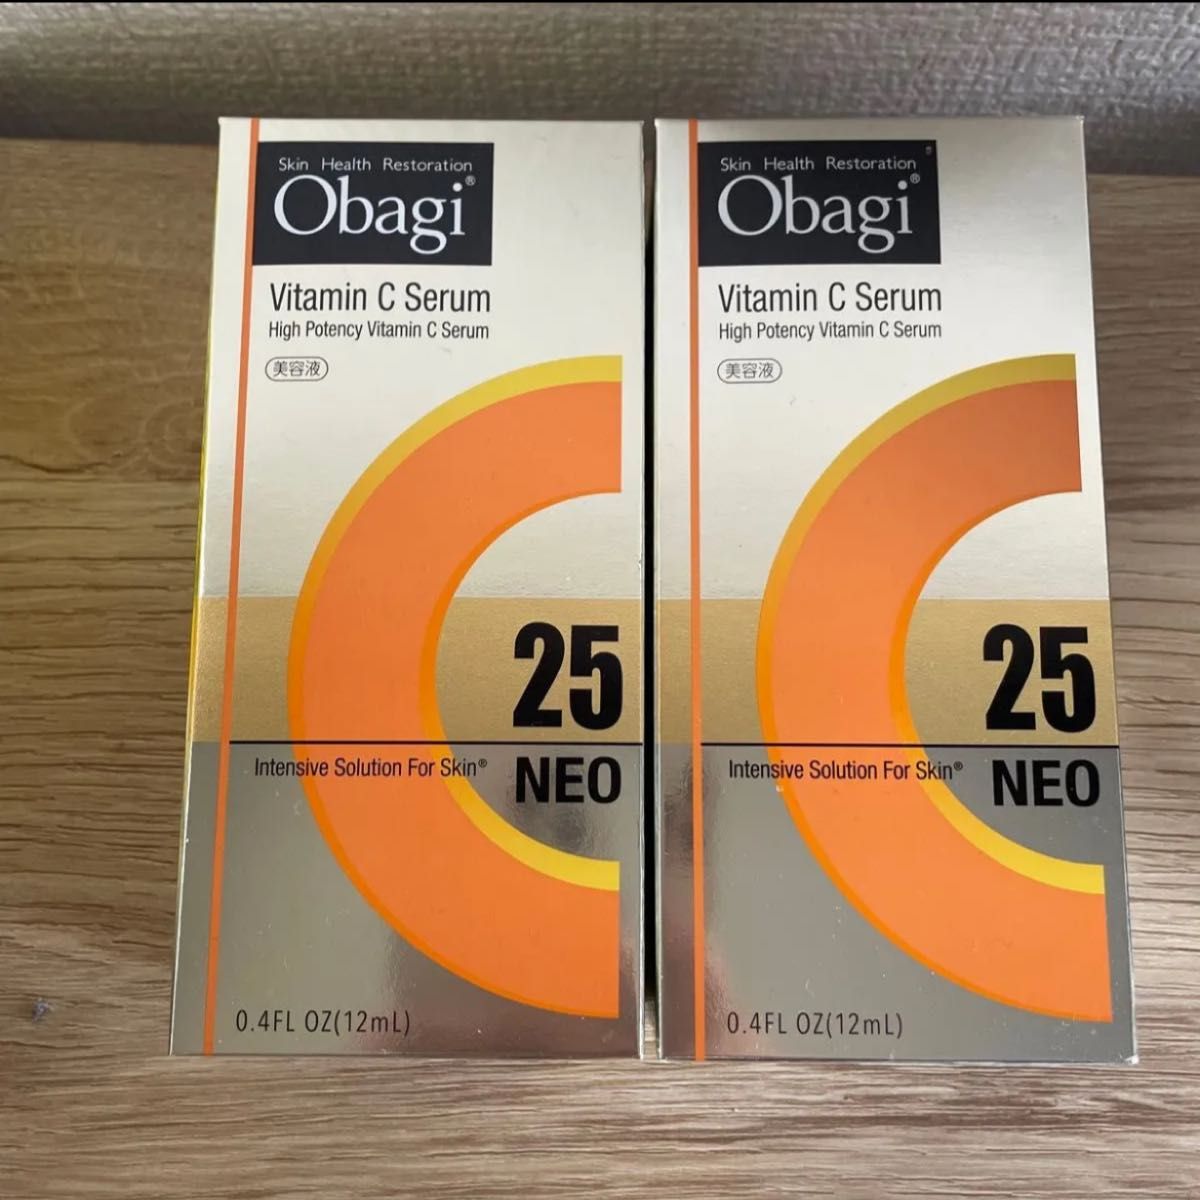 Skin Health Restoration
Obagi®
Vitamin C Serum
High Potency Vitamin C Serum
美容液
25
Intensive Solution For Skin®
NEO
0.4FL OZ(12mL)
Skin Health Restoration
Obagi®
Vitamin C Serum
High Potency Vitamin C Serum
美容液
25
Intensive Solution For Skin®
NEO
0.4FL OZ(12mL)